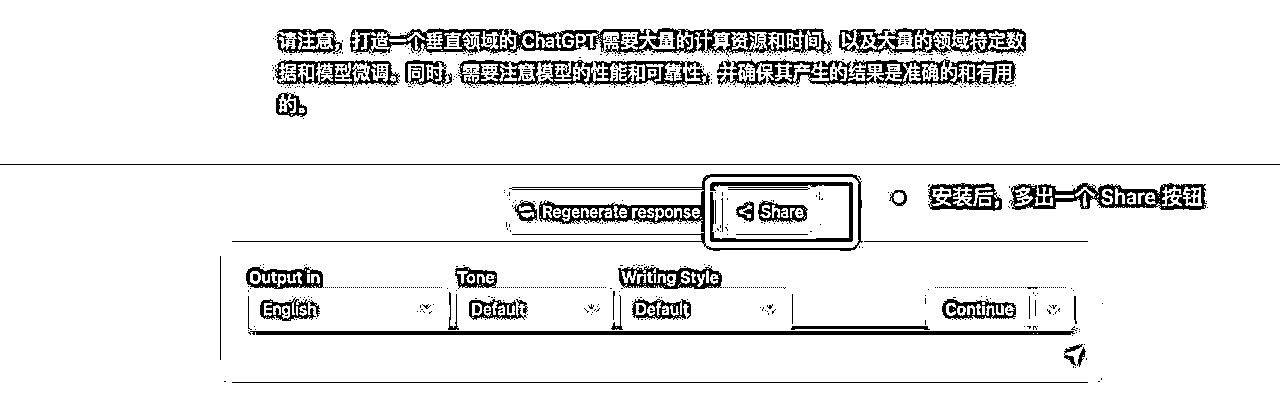 请注意，打造一个垂直领域的 ChatGPT 需要大量的计算资源和时间，以及大量的领域特定数
据和模型微调。同时，需要注意模型的性能和可靠性，并确保其产生的结果是准确的和有用
的。
Regenerate response
Share
安装后，多出一个 Share 按钮
Output in
Tone
Writing Style
English
Default
Default
Continue